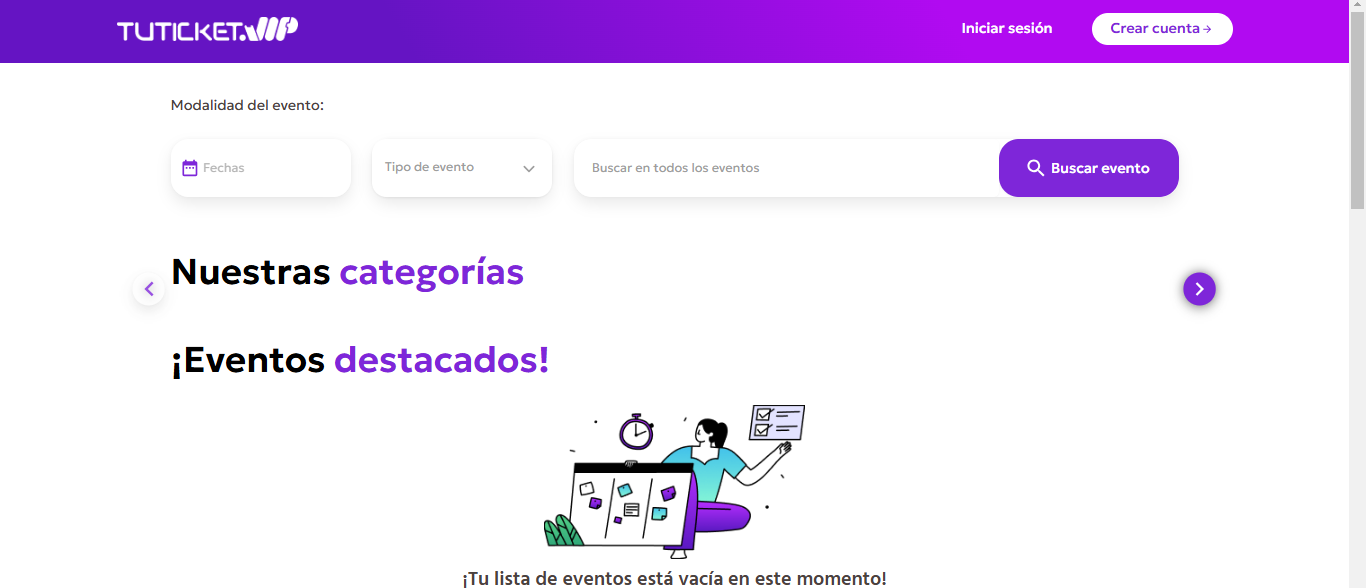 TUTICKET.VIP
Iniciar sesión
Crear cuenta →
Modalidad del evento:
Fechas
Tipo de evento
Buscar en todos los eventos
Buscar evento
Nuestras categorías
¡Eventos destacados!
¡Tu lista de eventos está vacía en este momento!